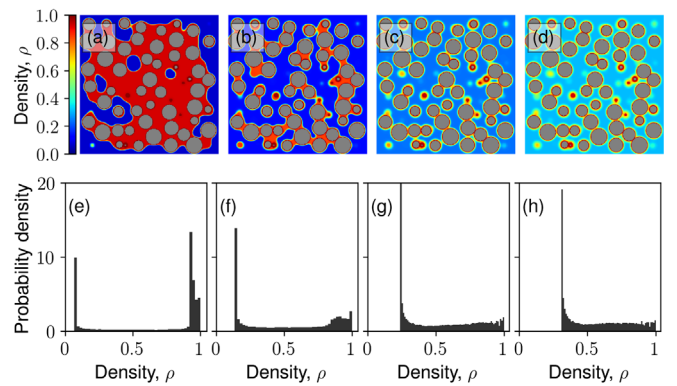 (a)
(b)
(c)
(d)
Density, ρ
1.0
0.8
0.6
0.4
0.2
0.0
(e)
(f)
(g)
(h)
Probability density
20
10
0
0 0.5 1
0 0.5 1
0 0.5 1
0 0.5 1
Density, ρ
Density, ρ
Density, ρ
Density, ρ